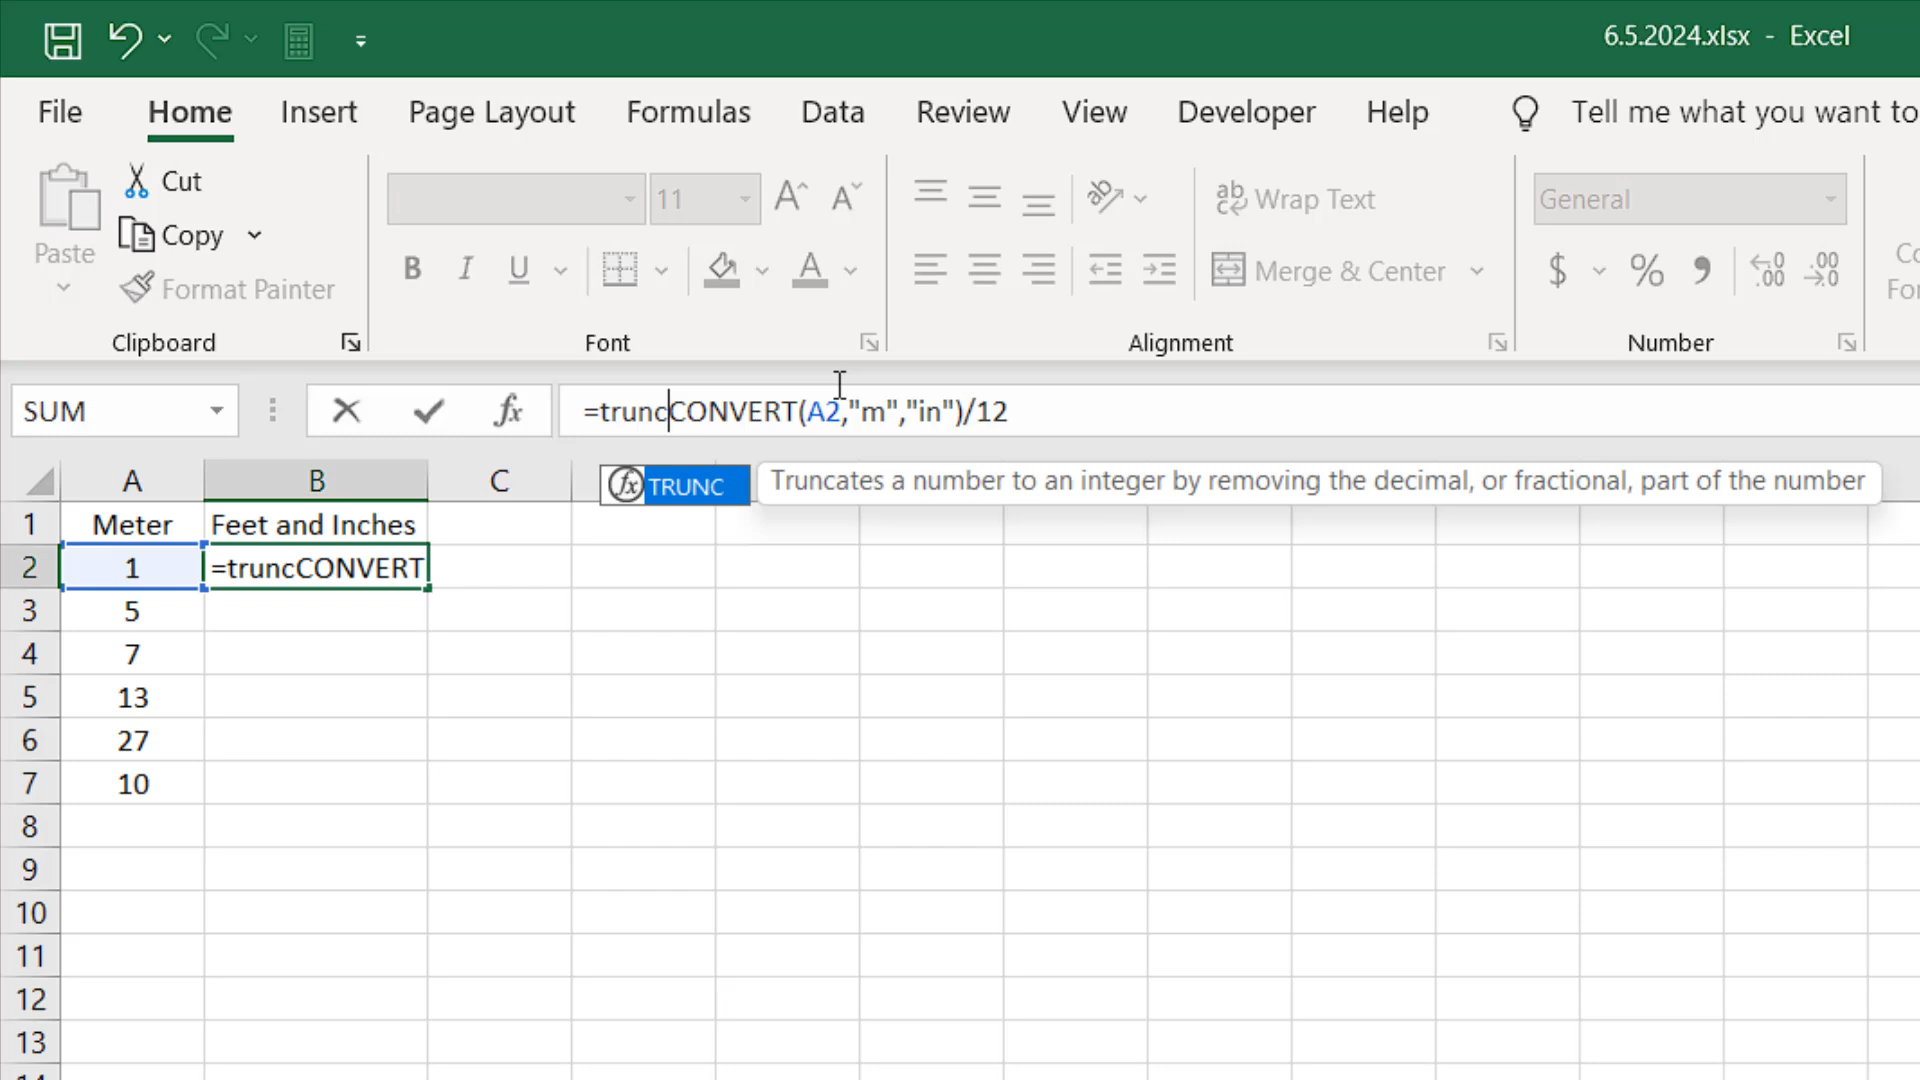 6.5.2024.xlsx - Excel
File Home Insert Page Layout Formulas Data Review View Developer Help Tell me what you want to
Paste
Cut
Copy
Format Painter
Clipboard
11
B I U
Font
Wrap Text
Merge & Center
Alignment
General
$ % 9
Number
SUM
fx
=truncCONVERT(A2,"m","in")/12
TRUNC
Truncates a number to an integer by removing the decimal, or fractional, part of the number
A B C
1 Meter Feet and Inches
2 1 =truncCONVERT
3 5
4 7
5 13
6 27
7 10
8
9
10
11
12
13